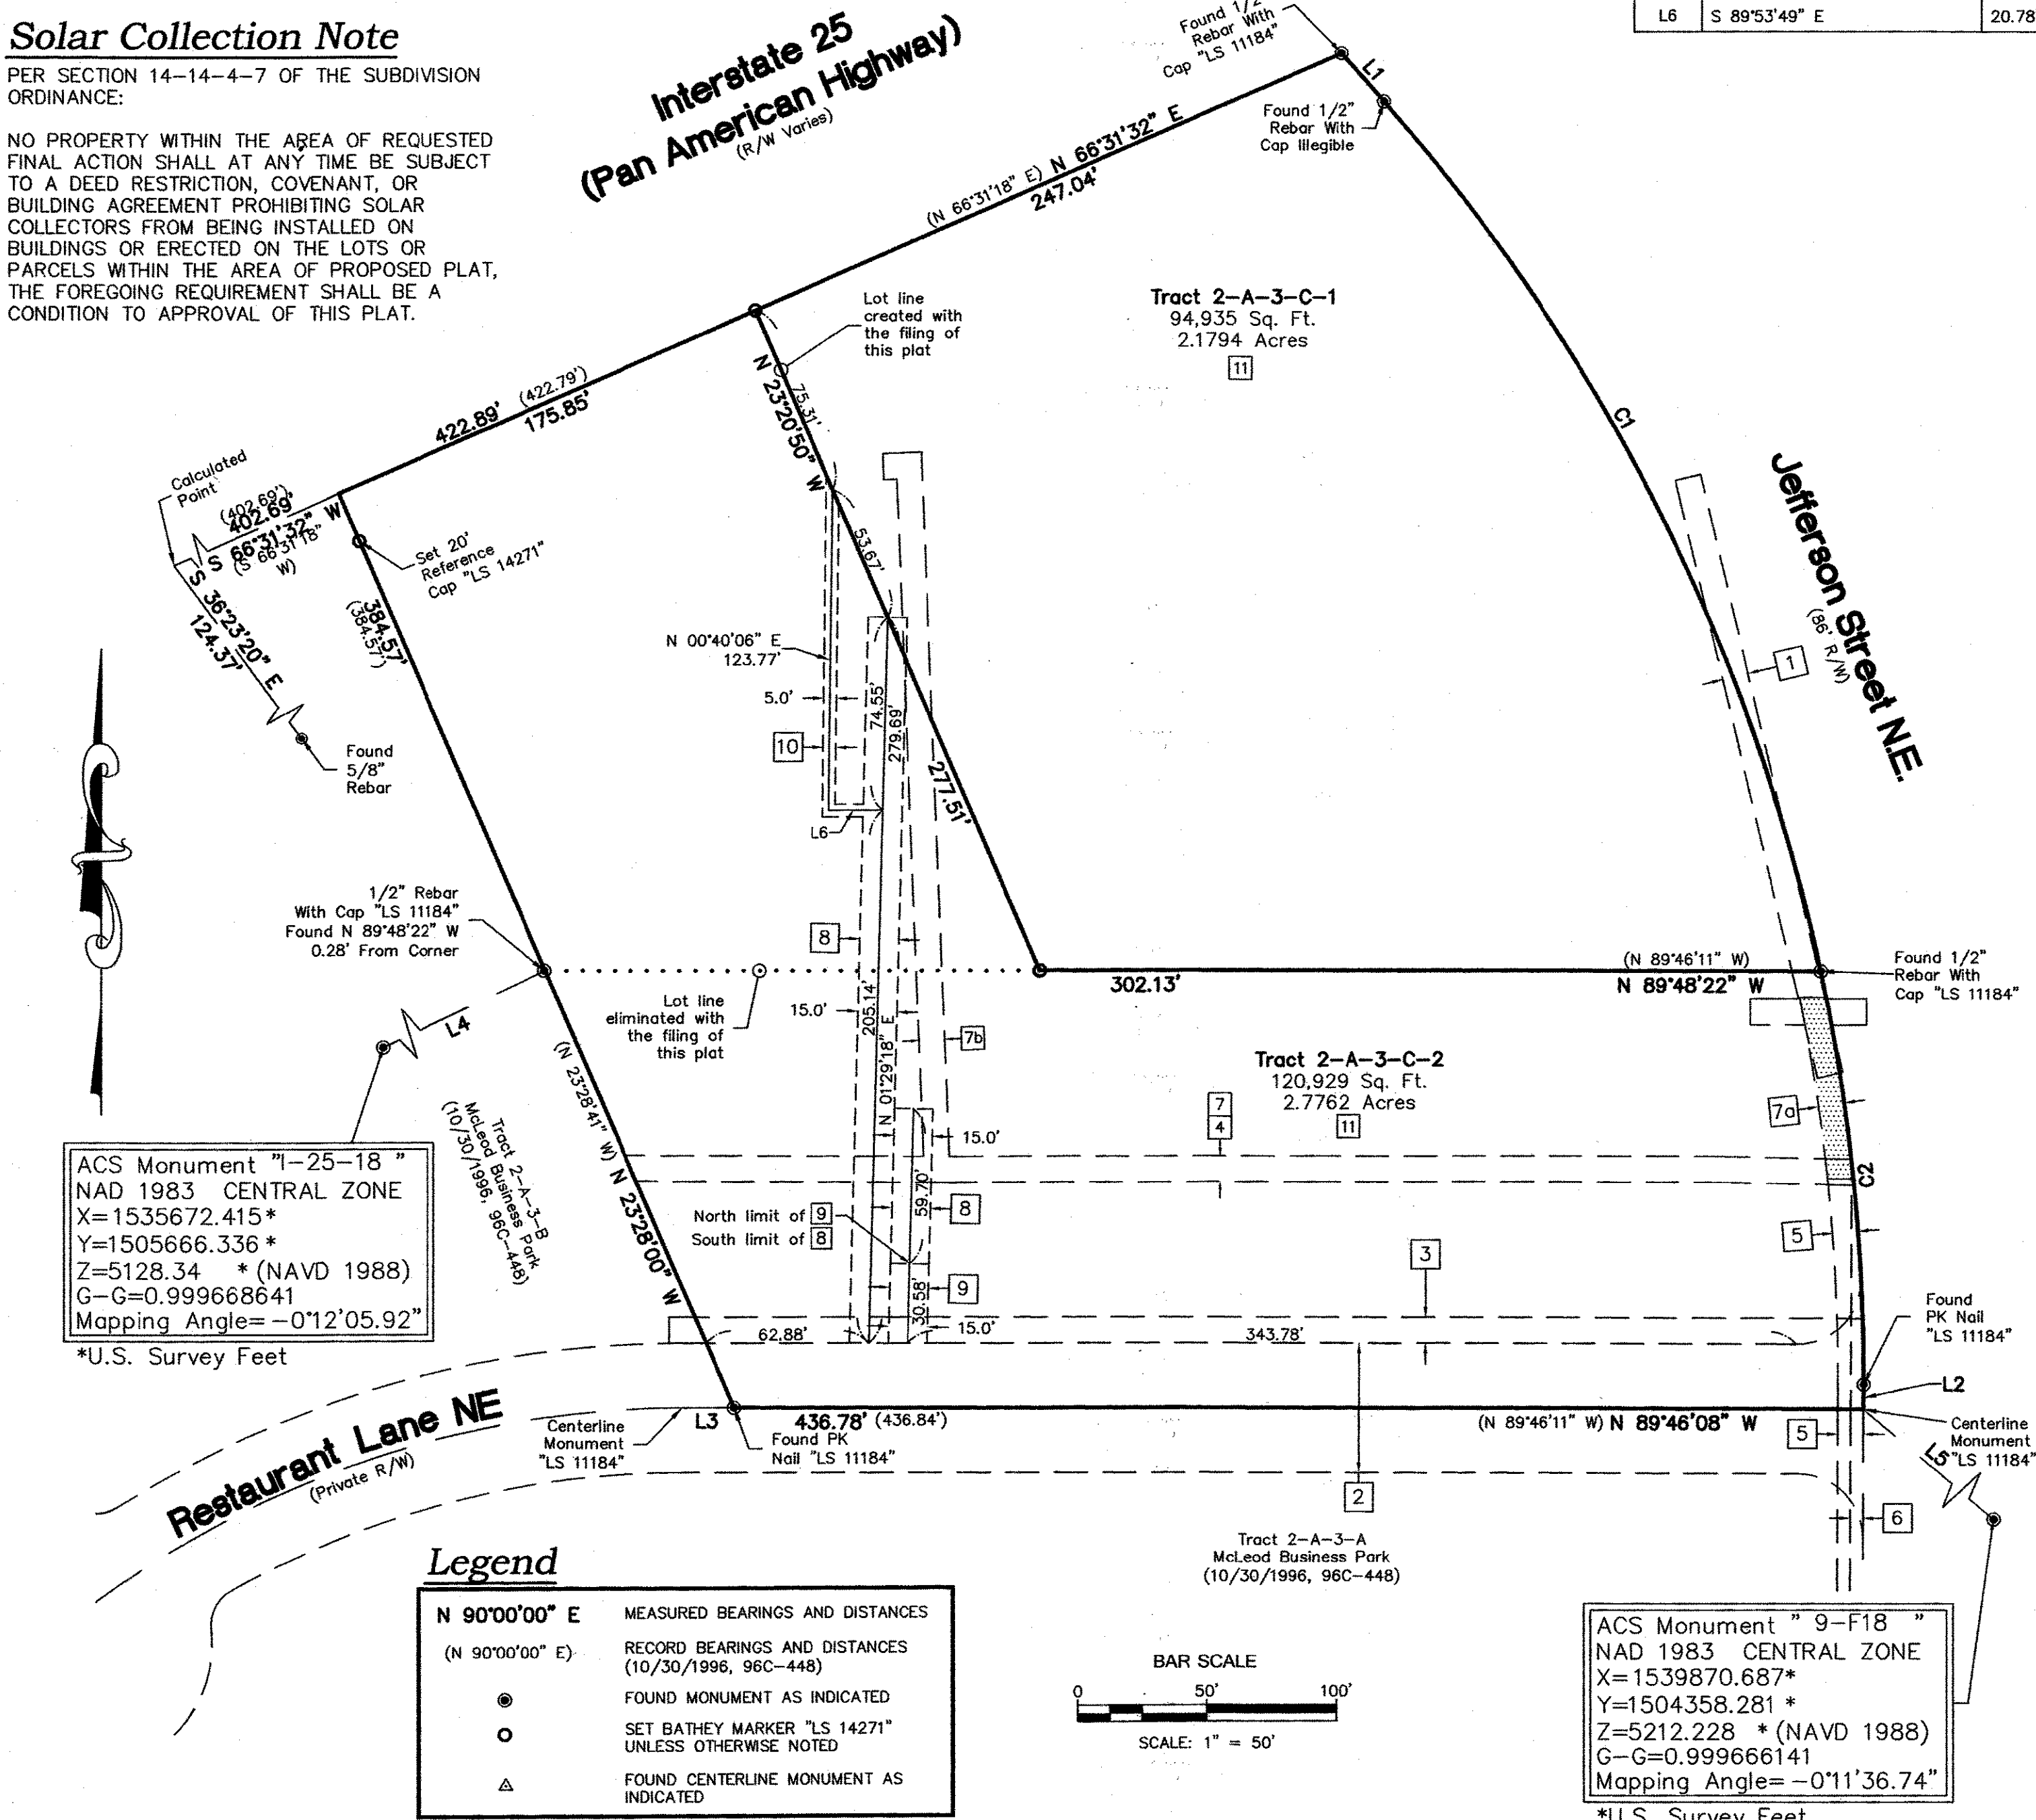 Solar Collection Note
PER SECTION 14-14-4-7 OF THE SUBDIVISION
ORDINANCE:
NO PROPERTY WITHIN THE AREA OF REQUESTED
FINAL ACTION SHALL AT ANY TIME BE SUBJECT
TO A DEED RESTRICTION, COVENANT, OR
BUILDING AGREEMENT PROHIBITING SOLAR
COLLECTORS FROM BEING INSTALLED ON
BUILDINGS OR ERECTED ON THE LOTS OR
PARCELS WITHIN THE AREA OF PROPOSED PLAT,
THE FOREGOING REQUIREMENT SHALL BE A
CONDITION TO APPROVAL OF THIS PLAT.
Interstate 25
(Pan American Highway)
(R/W Varies)
L6 S 89°53'49" E 20.78
Found 1/2"
Rebar With
Cap "LS 11184"
L1
Found 1/2"
Rebar With
Cap Illegible
(N 66°31'18" E) N 66°31'32" E
247.04'
Lot line
created with
the filing of
this plat
Tract 2-A-3-C-1
94,935 Sq. Ft.
2.1794 Acres
11
C1
Jefferson Street N.E.
(86' R/W)
1
422.89' (422.79')
175.85'
N 23°20'50" W
75.31'
53.67'
277.51'
Calculated
Point
(402.69')
402.69'
S 66°31'32" W
(S 66°31'18"
W)
S 36°23'20" E
124.37'
Set 20'
Reference
Cap "LS 14271"
384.57'
(384.57')
Found
5/8"
Rebar
N 00°40'06" E
123.77'
5.0'
74.55'
279.69'
10
L6
1/2" Rebar
With Cap "LS 11184"
Found N 89°48'22" W
0.28' From Corner
8
Lot line
eliminated with
the filing of
this plat
15.0'
205.14'
N 01°29'18" E
7b
302.13'
(N 89°46'11" W)
N 89°48'22" W
Found 1/2"
Rebar With
Cap "LS 11184"
L4
(N 23°28'41" W) N 23°28'00" W
Tract 2-A-3-B
McLeod Business Park
(10/30/1996, 96C-448)
Tract 2-A-3-C-2
120,929 Sq. Ft.
2.7762 Acres
11
7
4
7a
C2
15.0'
59.70'
8
North limit of 9
South limit of 8
9
30.58'
15.0'
3
5
62.88'
343.78'
Found
PK Nail
"LS 11184"
L2
ACS Monument "I-25-18 "
NAD 1983 CENTRAL ZONE
X=1535672.415*
Y=1505666.336 *
Z=5128.34 * (NAVD 1988)
G-G=0.999668641
Mapping Angle= -0°12'05.92"
*U.S. Survey Feet
Restaurant Lane NE
(Private R/W)
Centerline
Monument
"LS 11184"
L3
436.78' (436.84')
Found PK
Nail "LS 11184"
(N 89°46'11" W) N 89°46'08" W
5
Centerline
Monument
"LS 11184"
L5
2
6
Tract 2-A-3-A
McLeod Business Park
(10/30/1996, 96C-448)
Legend
N 90°00'00" E MEASURED BEARINGS AND DISTANCES
(N 90°00'00" E) RECORD BEARINGS AND DISTANCES
(10/30/1996, 96C-448)
FOUND MONUMENT AS INDICATED
SET BATHEY MARKER "LS 14271"
UNLESS OTHERWISE NOTED
FOUND CENTERLINE MONUMENT AS
INDICATED
BAR SCALE
0 50' 100'
SCALE: 1" = 50'
ACS Monument " 9-F18 "
NAD 1983 CENTRAL ZONE
X=1539870.687*
Y=1504358.281 *
Z=5212.228 * (NAVD 1988)
G-G=0.999666141
Mapping Angle= -0°11'36.74"
*U.S. Survey Feet